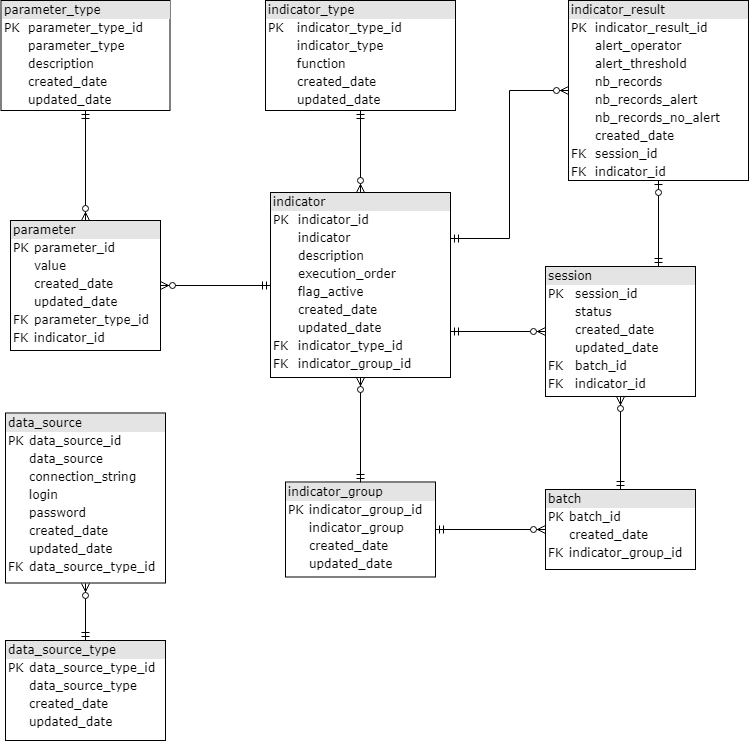 parameter_type
PK parameter_type_id
parameter_type
description
created_date
updated_date
indicator_type
PK indicator_type_id
indicator_type
function
created_date
updated_date
indicator_result
PK indicator_result_id
alert_operator
alert_threshold
nb_records
nb_records_alert
nb_records_no_alert
created_date
FK session_id
FK indicator_id
parameter
PK parameter_id
value
created_date
updated_date
FK parameter_type_id
FK indicator_id
indicator
PK indicator_id
indicator
description
execution_order
flag_active
created_date
updated_date
FK indicator_type_id
FK indicator_group_id
session
PK session_id
status
created_date
updated_date
FK batch_id
FK indicator_id
data_source
PK data_source_id
data_source
connection_string
login
password
created_date
updated_date
FK data_source_type_id
indicator_group
PK indicator_group_id
indicator_group
created_date
updated_date
batch
PK batch_id
created_date
FK indicator_group_id
data_source_type
PK data_source_type_id
data_source_type
created_date
updated_date